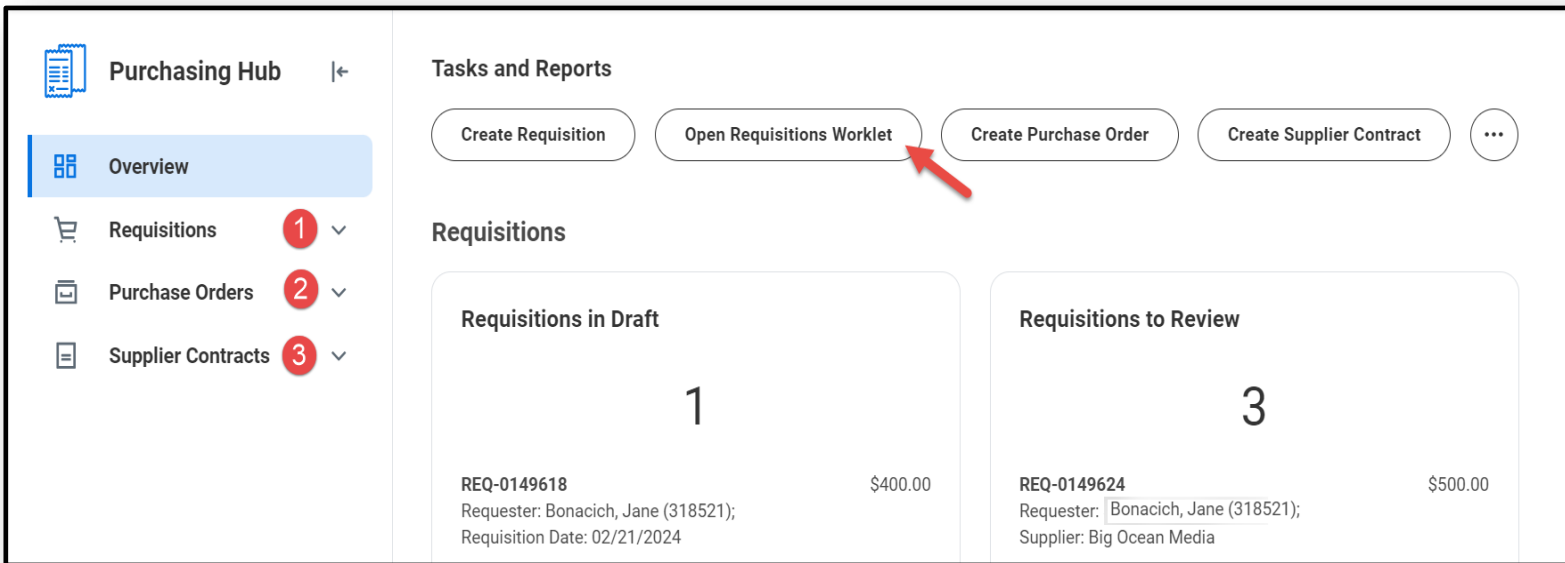 Purchasing Hub
Overview
Requisitions 1
Purchase Orders 2
Supplier Contracts 3
Tasks and Reports
Create Requisition Open Requisitions Worklet Create Purchase Order Create Supplier Contract ...
Requisitions
Requisitions in Draft
1
REQ-0149618 $400.00
Requester: Bonacich, Jane (318521);
Requisition Date: 02/21/2024
Requisitions to Review
3
REQ-0149624 $500.00
Requester: Bonacich, Jane (318521);
Supplier: Big Ocean Media